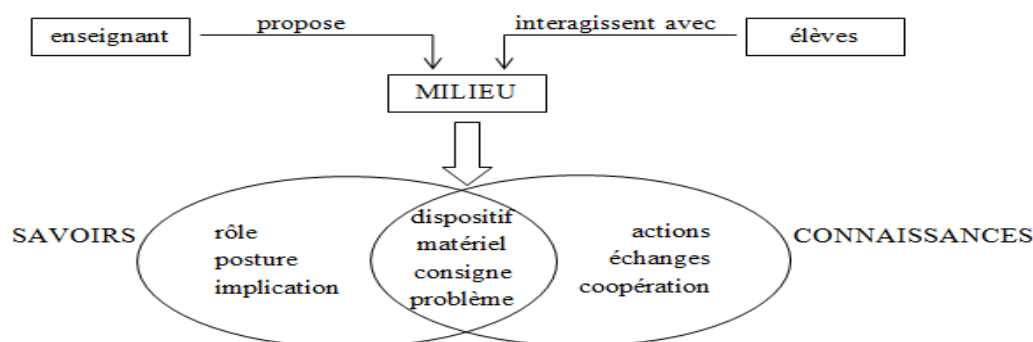 enseignant
propose
interagissent avec
élèves
MILIEU
SAVOIRS
rôle
posture
implication
dispositif
matériel
consigne
problème
actions
échanges
coopération
CONNAISSANCES